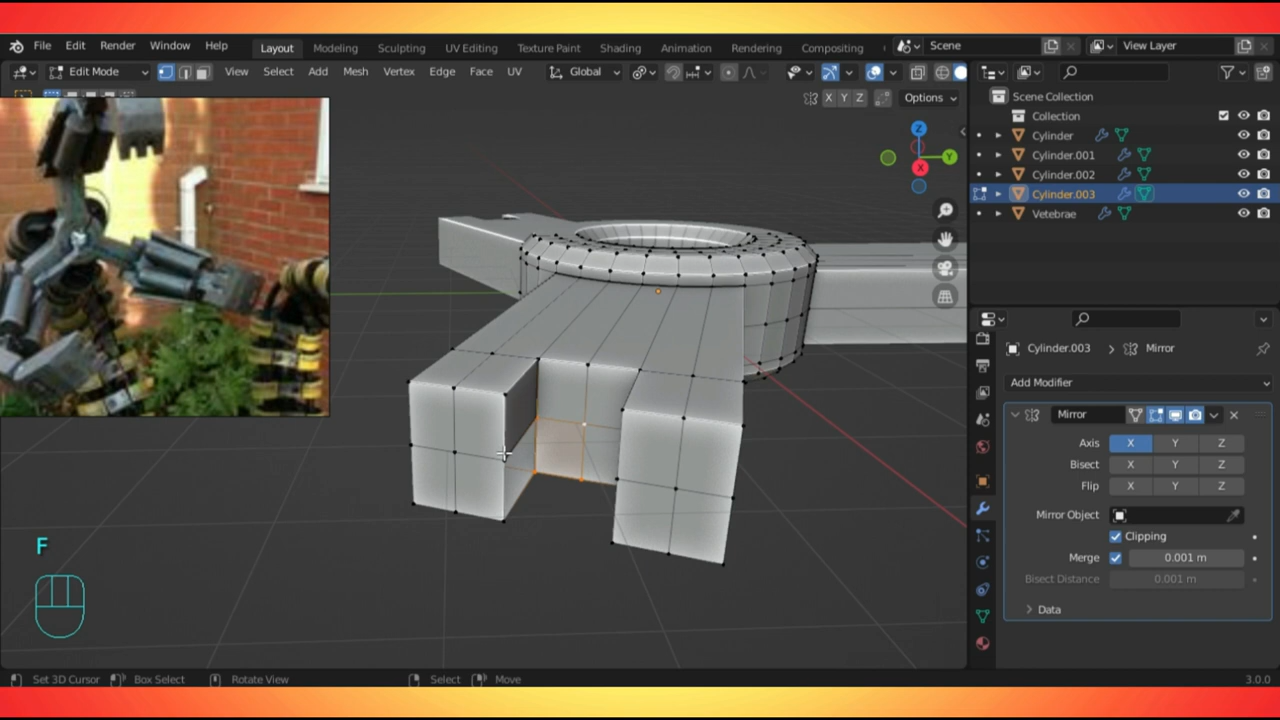 File Edit Render Window Help Layout Modeling Sculpting UV Editing Texture Paint Shading Animation Rendering Compositing Scene View Layer
Edit Mode View Select Add Mesh Vertex Edge Face UV Global
X Y Z Options
Scene Collection
Collection
Cylinder
Cylinder.001
Cylinder.002
Cylinder.003
Vetebrae
Z
Y
X
Cylinder.003 Mirror
Add Modifier
Mirror
Axis X Y Z
Bisect X Y Z
Flip X Y Z
Mirror Object
Clipping
Merge 0.001 m
Bisect Distance 0.001 m
Data
F
Set 3D Cursor Box Select Rotate View Select Move 3.0.0